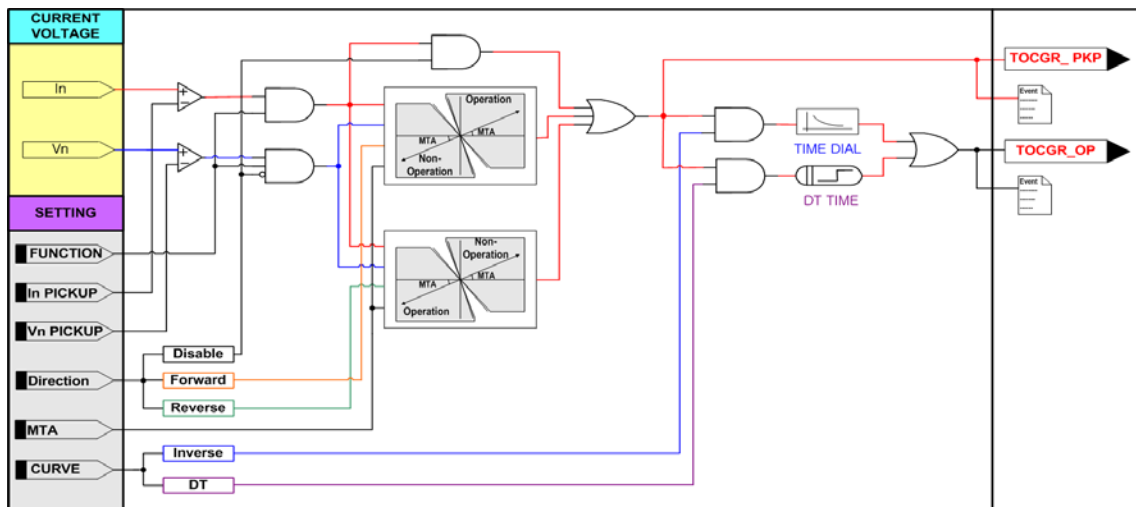 CURRENT
VOLTAGE
In
Vn
SETTING
FUNCTION
In PICKUP
Vn PICKUP
Direction
MTA
CURVE
Disable
Forward
Reverse
Inverse
DT
Operation
MTA
MTA
Non-
Operation
Non-
Operation
MTA
MTA
Operation
TIME DIAL
DT TIME
TOCGR_ PKP
Event
TOCGR_OP
Event